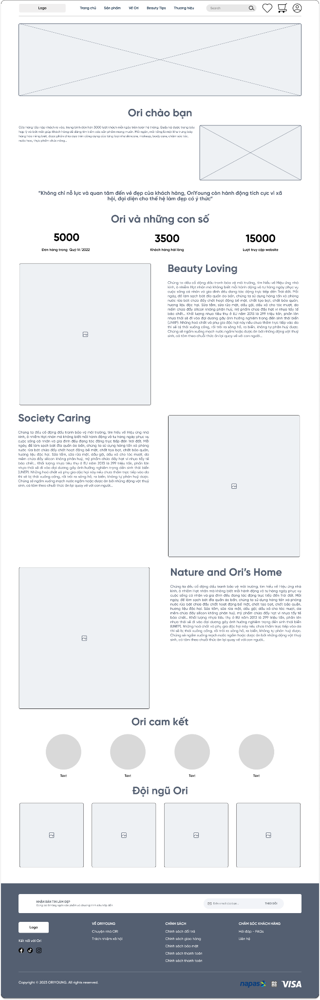 Logo
Trang chủ
Sản phẩm
Về Ori
Beauty Tips
Thương hiệu
Search
Ori chào bạn
Cửa hàng tấp nập khách ra vào, trung bình đón hơn 3000 lượt khách mỗi ngày trên toàn hệ thống. Quầy kệ được trưng bày
hợp lý và bắt mắt giúp khách hàng dễ dàng tìm kiếm các sản phẩm mong muốn. Mỗi ngăn, mỗi tầng là một khu trưng bày
hàng hóa riêng biệt, được phân chia dựa trên công dụng của từng loại như skincare, makeup, body care, chăm sóc tóc,
nước hoa, thực phẩm chức năng...
“Không chỉ nỗ lực và quan tâm đến vẻ đẹp của khách hàng, OriYoung còn hành động tích cực vì xã
hội, đại diện cho thế hệ làm đẹp có ý thức”
Ori và những con số
5000
3500
15000
Đơn hàng trong Quý IV/2022
Khách hàng hài lòng
Lượt truy cập website
Beauty Loving
Chúng ta đều cổ động đấu tranh bảo vệ môi trường, tìm hiểu về Hiệu ứng nhà
kính, ô nhiễm Hạt nhân mà không biết mỗi hành động vô tư hàng ngày phục vụ
cuộc sống cá nhân và gia đình đều đang tác động trực tiếp đến Trái đất. Mỗi
ngày, để làm sạch bát đĩa quần áo bẩn, chúng ta sử dụng hàng tấn xà phòng
nước rửa bát chứa đầy chất hoạt động bề mặt, chất tạo bọt, chất bảo quản,
hương liệu độc hại. Sữa tắm, sữa rửa mặt, dầu gội, dầu xả cho tóc mượt, da
mềm chứa đầy silicon không phân huỷ, mỹ phẩm chứa đầy hạt vi nhựa tẩy tế
bào chết... Khối lượng nhựa tiêu thụ ở EU năm 2013 là 299 triệu tấn, phần lớn
nhựa thải sẽ đi vào đại dương gây ảnh hưởng nghiêm trọng đến sinh thái biển
(UNEP). Những hoá chất và phụ gia độc hại này nếu chưa thẩm trực tiếp vào da
thì sẽ bị thải xuống cống, rồi trôi ra sông hồ, ra biển, không tự phân huỷ được.
Chúng sẽ ngấm xuống mạch nước ngầm hoặc được ăn bởi những động vật thuỷ
sinh, cá tôm theo chuỗi thức ăn lại quay về với con người...
Society Caring
Chúng ta đều cổ động đấu tranh bảo vệ môi trường, tìm hiểu về Hiệu ứng nhà
kính, ô nhiễm Hạt nhân mà không biết mỗi hành động vô tư hàng ngày phục vụ
cuộc sống cá nhân và gia đình đều đang tác động trực tiếp đến Trái đất. Mỗi
ngày, để làm sạch bát đĩa quần áo bẩn, chúng ta sử dụng hàng tấn xà phòng
nước rửa bát chứa đầy chất hoạt động bề mặt, chất tạo bọt, chất bảo quản,
hương liệu độc hại. Sữa tắm, sữa rửa mặt, dầu gội, dầu xả cho tóc mượt, da
mềm chứa đầy silicon không phân huỷ, mỹ phẩm chứa đầy hạt vi nhựa tẩy tế
bào chết... Khối lượng nhựa tiêu thụ ở EU năm 2013 là 299 triệu tấn, phần lớn
nhựa thải sẽ đi vào đại dương gây ảnh hưởng nghiêm trọng đến sinh thái biển
(UNEP). Những hoá chất và phụ gia độc hại này nếu chưa thẩm trực tiếp vào da
thì sẽ bị thải xuống cống, rồi trôi ra sông hồ, ra biển, không tự phân huỷ được.
Chúng sẽ ngấm xuống mạch nước ngầm hoặc được ăn bởi những động vật thuỷ
sinh, cá tôm theo chuỗi thức ăn lại quay về với con người...
Nature and Ori’s Home
Chúng ta đều cổ động đấu tranh bảo vệ môi trường, tìm hiểu về Hiệu ứng nhà
kính, ô nhiễm Hạt nhân mà không biết mỗi hành động vô tư hàng ngày phục vụ
cuộc sống cá nhân và gia đình đều đang tác động trực tiếp đến Trái đất. Mỗi
ngày, để làm sạch bát đĩa quần áo bẩn, chúng ta sử dụng hàng tấn xà phòng
nước rửa bát chứa đầy chất hoạt động bề mặt, chất tạo bọt, chất bảo quản,
hương liệu độc hại. Sữa tắm, sữa rửa mặt, dầu gội, dầu xả cho tóc mượt, da
mềm chứa đầy silicon không phân huỷ, mỹ phẩm chứa đầy hạt vi nhựa tẩy tế
bào chết... Khối lượng nhựa tiêu thụ ở EU năm 2013 là 299 triệu tấn, phần lớn
nhựa thải sẽ đi vào đại dương gây ảnh hưởng nghiêm trọng đến sinh thái biển
(UNEP). Những hoá chất và phụ gia độc hại này nếu chưa thẩm trực tiếp vào da
thì sẽ bị thải xuống cống, rồi trôi ra sông hồ, ra biển, không tự phân huỷ được.
Chúng sẽ ngấm xuống mạch nước ngầm hoặc được ăn bởi những động vật thuỷ
sinh, cá tôm theo chuỗi thức ăn lại quay về với con người...
Ori cam kết
Text
Text
Text
Text
Đội ngũ Ori
NHẬN BẢN TIN LÀM ĐẸP
Đừng bỏ lỡ hàng ngàn sản phẩm và chương trình siêu hấp dẫn
Điền email của bạn...
THEO DÕI
Logo
Kết nối với Ori
VỀ ORIYOUNG
Chuyện nhà ORI
Trách nhiệm xã hội
CHÍNH SÁCH
Chính sách đổi trả
Chính sách giao hàng
Chính sách bảo mật
Chính sách thanh toán
Chính sách thanh toán
CHĂM SÓC KHÁCH HÀNG
Hỏi đáp - FAQs
Liên hệ
Copyright © 2023 ORIYOUNG. All rights reserved.
napas
momo
VISA